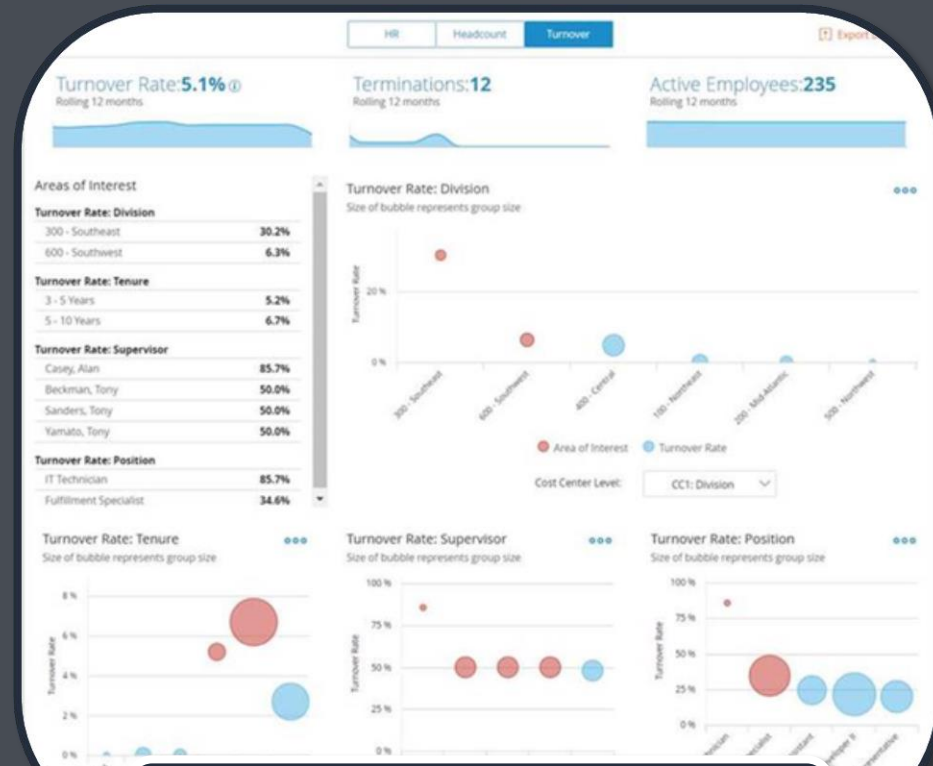 HR Headcount Turnover
Export
Turnover Rate:5.1%
Rolling 12 months
Terminations:12
Rolling 12 months
Active Employees:235
Rolling 12 months
Areas of Interest
Turnover Rate: Division
300 - Southeast 30.2%
600 - Southwest 6.3%
Turnover Rate: Tenure
3 - 5 Years 5.2%
5 - 10 Years 6.7%
Turnover Rate: Supervisor
Casey, Alan 85.7%
Beckman, Tony 50.0%
Sanders, Tony 50.0%
Yamato, Tony 50.0%
Turnover Rate: Position
IT Technician 85.7%
Fulfillment Specialist 34.6%
Turnover Rate: Division
Size of bubble represents group size
Turnover Rate
20 %
0 %
300 - Southeast
600 - Southwest
400 - Central
100 - Northeast
200 - Mid-Atlantic
500 - Northwest
Area of Interest Turnover Rate
Cost Center Level: CC1: Division
Turnover Rate: Tenure
Size of bubble represents group size
Turnover Rate
8 %
6 %
4 %
2 %
0 %
Turnover Rate: Supervisor
Size of bubble represents group size
Turnover Rate
100 %
75 %
50 %
25 %
0 %
Turnover Rate: Position
Size of bubble represents group size
Turnover Rate
100 %
75 %
50 %
25 %
0 %